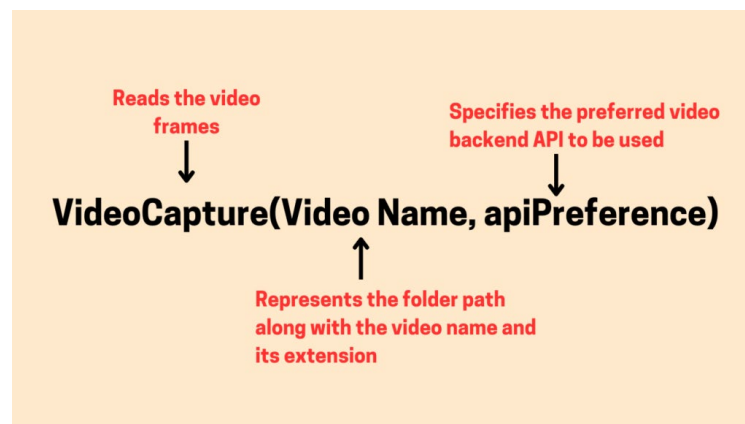 Reads the video
frames
Specifies the preferred video
backend API to be used
VideoCapture(Video Name, apiPreference)
Represents the folder path
along with the video name and
its extension